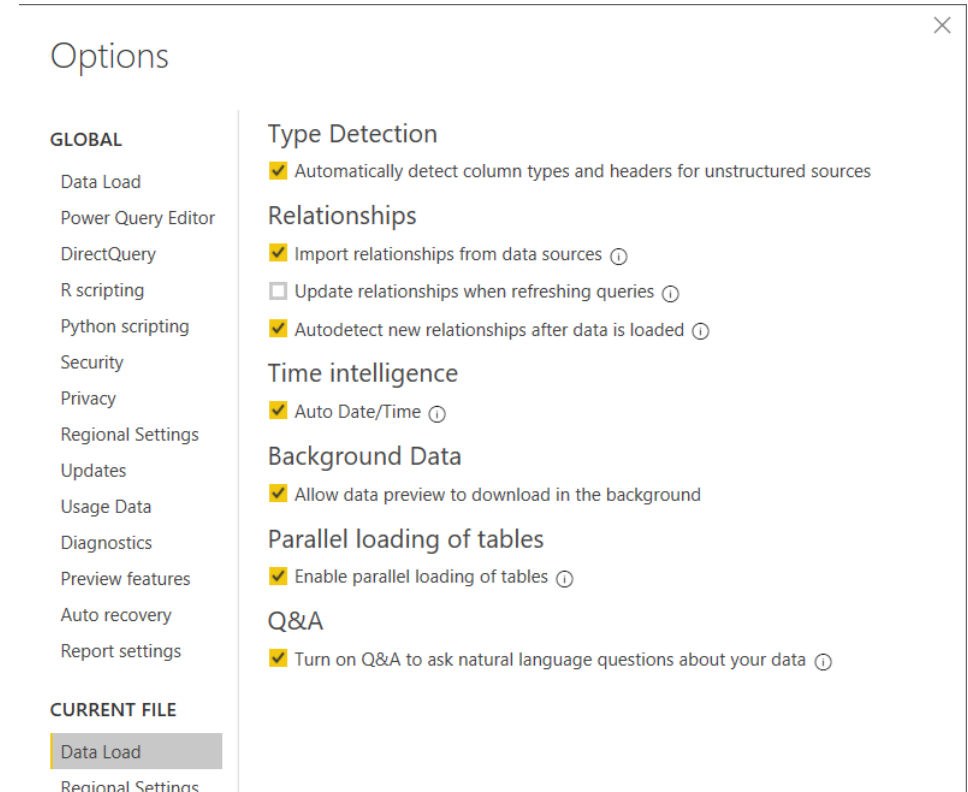 Options
GLOBAL
Data Load
Power Query Editor
DirectQuery
R scripting
Python scripting
Security
Privacy
Regional Settings
Updates
Usage Data
Diagnostics
Preview features
Auto recovery
Report settings
CURRENT FILE
Data Load
Regional Settings
Type Detection
Automatically detect column types and headers for unstructured sources
Relationships
Import relationships from data sources
Update relationships when refreshing queries
Autodetect new relationships after data is loaded
Time intelligence
Auto Date/Time
Background Data
Allow data preview to download in the background
Parallel loading of tables
Enable parallel loading of tables
Q&A
Turn on Q&A to ask natural language questions about your data